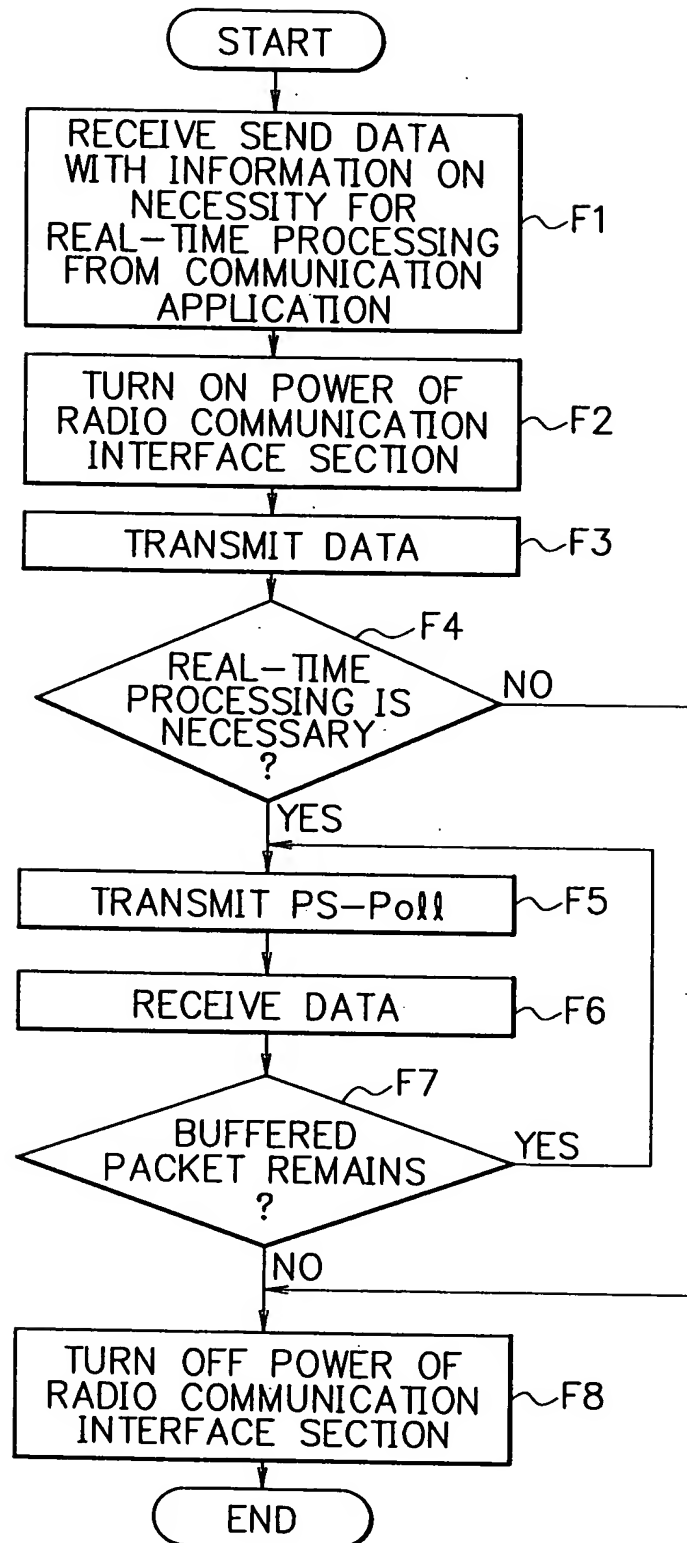 START
RECEIVE SEND DATA
WITH INFORMATION ON
NECESSITY FOR
REAL-TIME PROCESSING
FROM COMMUNICATION
APPLICATION
F1
TURN ON POWER OF
RADIO COMMUNICATION
INTERFACE SECTION
F2
TRANSMIT DATA
F3
F4
REAL-TIME
PROCESSING IS
NECESSARY
?
NO
YES
TRANSMIT PS-Poll
F5
RECEIVE DATA
F6
F7
BUFFERED
PACKET REMAINS
?
YES
NO
TURN OFF POWER OF
RADIO COMMUNICATION
INTERFACE SECTION
F8
END